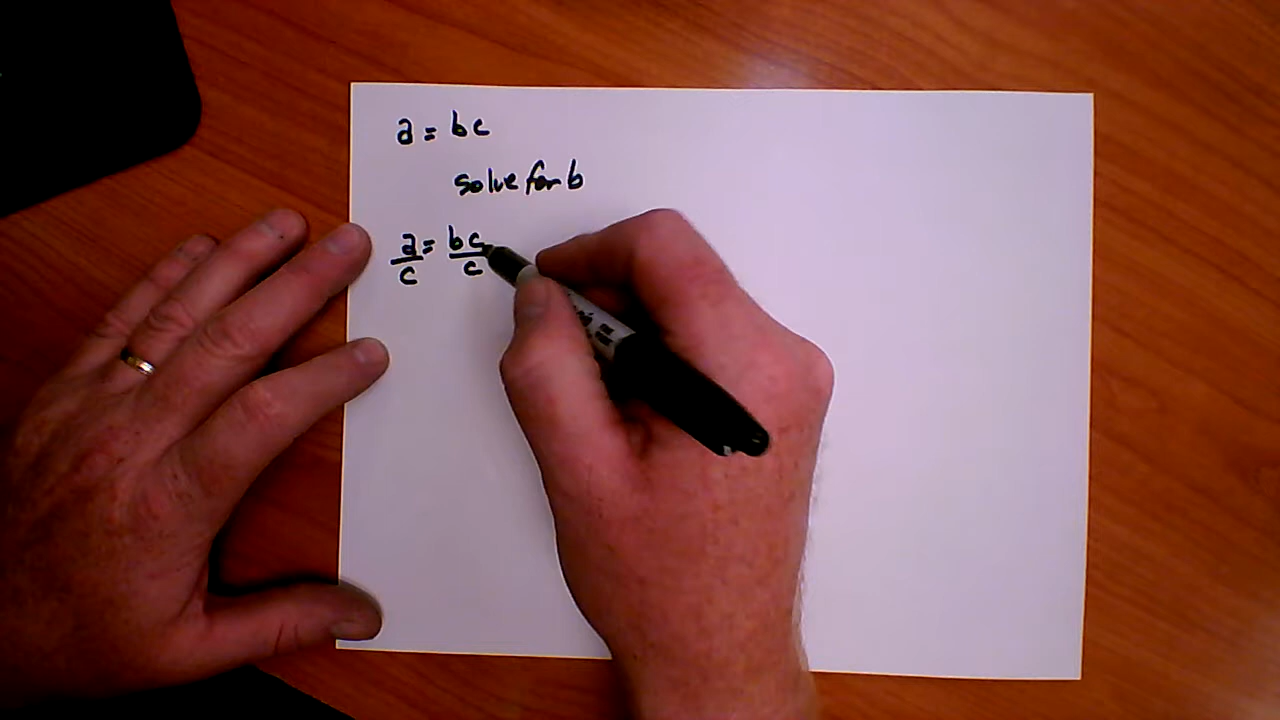 a = bc
solve for b
a/c = bc/c